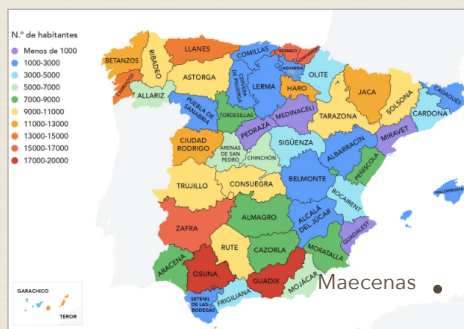 N.º de habitantes
Menos de 1000
1000-3000
3000-5000
5000-7000
7000-9000
9000-11000
11000-13000
13000-15000
15000-17000
17000-20000
BETANZOS
RIBADEO
LLANES
COMILLAS
BERMEO
CAMBADOS
ALLARIZ
ASTORGA
LERMA
LAGUARDIA
OLITE
HARO
JACA
SOLSONA
CADAQUÉS
CARDONA
PUEBLA DE SANABRIA
TORDESILLAS
PEDRAZA
MEDINACELI
TARAZONA
MIRAVET
CIUDAD RODRIGO
ARENAS DE SAN PEDRO
CHINCHÓN
SIGÜENZA
ALBARRACÍN
PEÑÍSCOLA
TRUJILLO
CONSUEGRA
BELMONTE
BOCAIRENT
ZAFRA
ALMAGRO
ALCALÁ DEL JÚCAR
GUADALEST
ARACENA
RUTE
CAZORLA
MORATALLA
OSUNA
GUADIX
MOJÁCAR
SETENIL DE LAS BODEGAS
FRIGILIANA
Maecenas
GARACHICO
TEROR